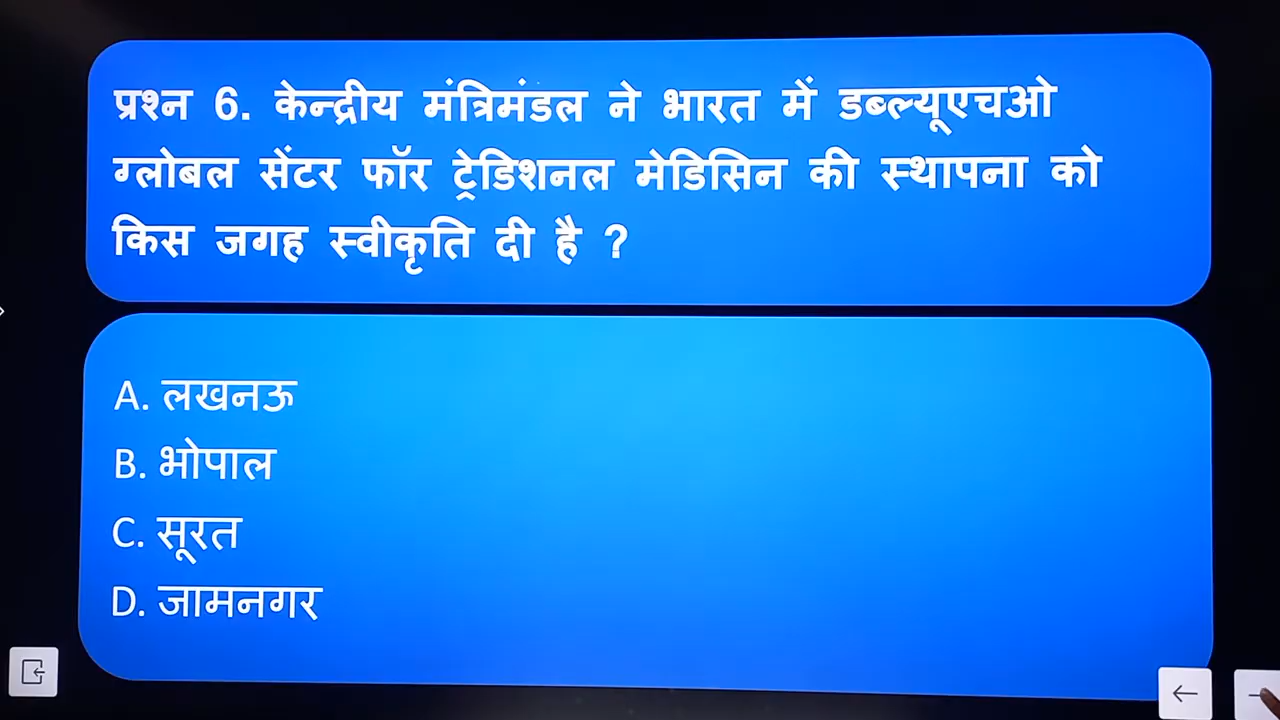 प्रश्न 6. केन्द्रीय मंत्रिमंडल ने भारत में डब्ल्यूएचओ
ग्लोबल सेंटर फॉर ट्रेडिशनल मेडिसिन की स्थापना को
किस जगह स्वीकृति दी है ?
A. लखनऊ
B. भोपाल
C. सूरत
D. जामनगर